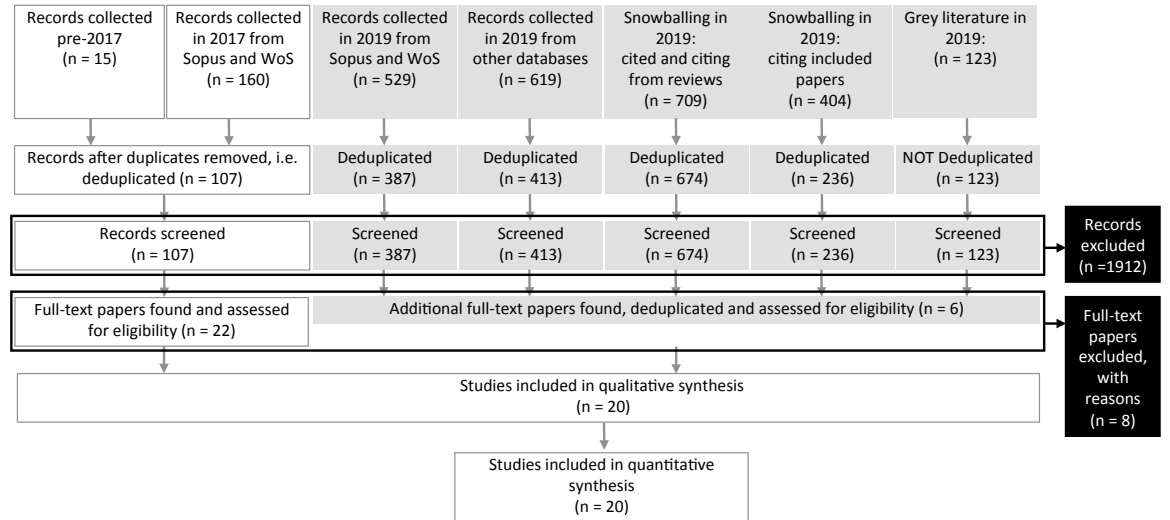 Records collected
pre-2017
(n = 15)
Records collected
in 2017 from
Sopus and WoS
(n = 160)
Records collected
in 2019 from
Sopus and WoS
(n = 529)
Records collected
in 2019 from
other databases
(n = 619)
Snowballing in
2019:
cited and citing
from reviews
(n = 709)
Snowballing in
2019:
citing included
papers
(n = 404)
Grey literature in
2019:
(n = 123)
Records after duplicates removed, i.e.
deduplicated (n = 107)
Deduplicated
(n = 387)
Deduplicated
(n = 413)
Deduplicated
(n = 674)
Deduplicated
(n = 236)
NOT Deduplicated
(n = 123)
Records screened
(n = 107)
Screened
(n = 387)
Screened
(n = 413)
Screened
(n = 674)
Screened
(n = 236)
Screened
(n = 123)
Records
excluded
(n =1912)
Full-text papers found and assessed
for eligibility (n = 22)
Additional full-text papers found, deduplicated and assessed for eligibility (n = 6)
Full-text
papers
excluded,
with
reasons
(n = 8)
Studies included in qualitative synthesis
(n = 20)
Studies included in quantitative
synthesis
(n = 20)